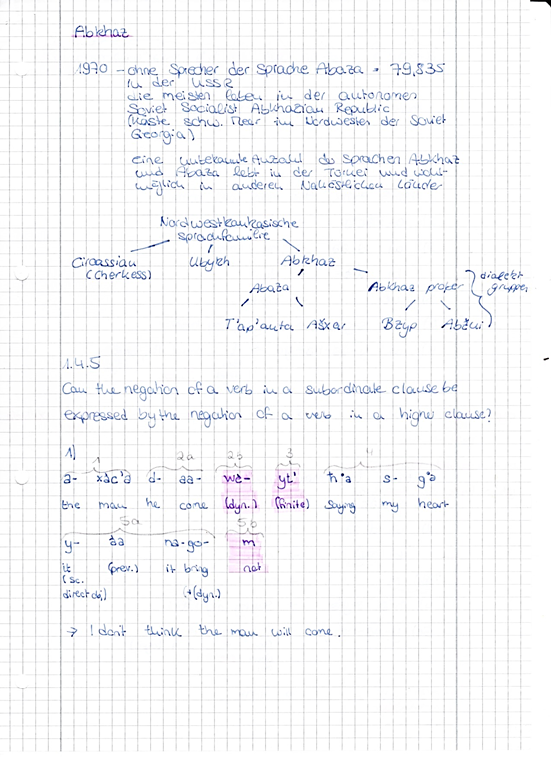 Abkhaz
1970 - ohne Sprecher der Sprache Abaza = 79,835
in der USSR
die meisten leben in der autonomen
Soviet Socialist Abkhazian Republic
(Küste schw. Meer im Nordwesten der Soviet
Georgia)
eine unbekannte Anzahl der Sprachen Abkhaz
und Abaza lebt in der Türkei und
möglich in anderen Nahöstlichen Länder
Nordwestkaukasische
sprachfamilie
Circassian Ubykh Abkhaz
(Cherkess)
Abaza Abkhaz proper dialekt
gruppen
T'ap'anta Ašxar Bzyp Abžui
1.4.5
Can the negation of a verb in a subordinate clause be
expressed by the negation of a verb in a higher clause?
1)
1 2a 2b 3 4
a- xàc'a d- aa- wa- yt' h°a s- g°ə
the man he come (dyn.) (finite) saying my heart
5a 5b
y- aa na-go- m
it (prev.) it bring not
(sc.
direct obj) (+(dyn.)
→ I don't think the man will come.